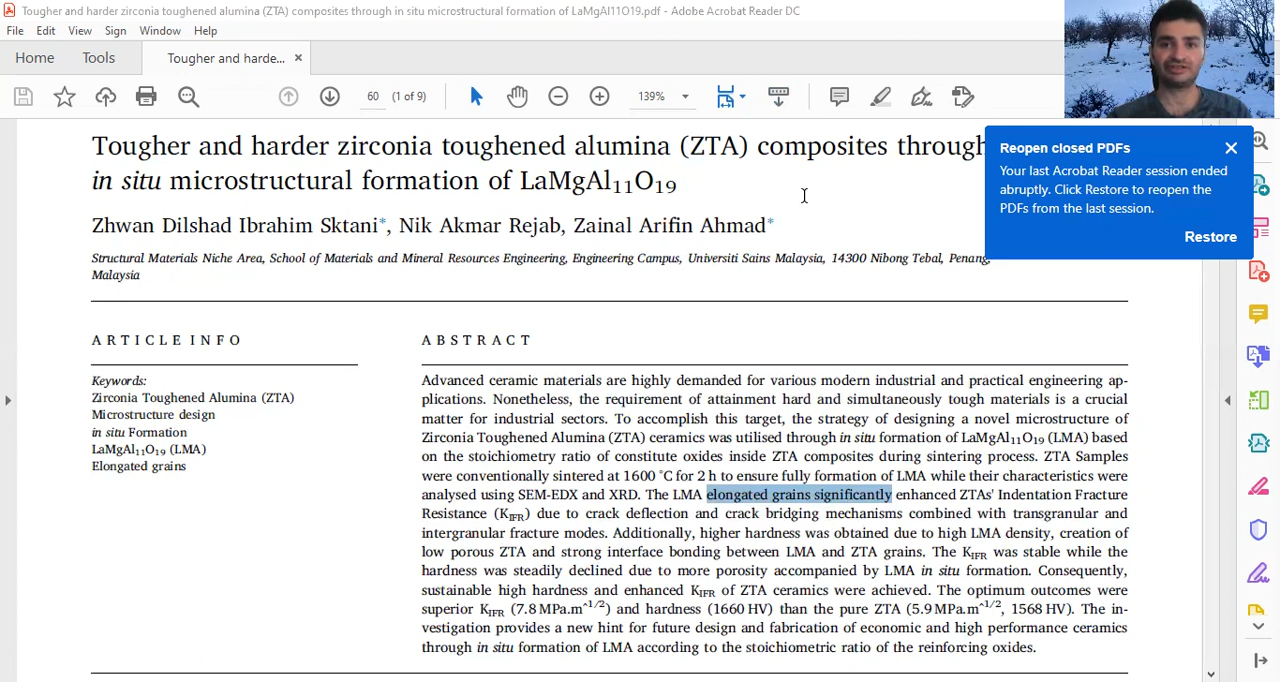 Tougher and harder zirconia toughened alumina (ZTA) composites through in situ microstructural formation of LaMgAl11O19.pdf - Adobe Acrobat Reader DC
File Edit View Sign Window Help
Home Tools Tougher and harde... ×
60 (1 of 9) 139%
Tougher and harder zirconia toughened alumina (ZTA) composites through
in situ microstructural formation of LaMgAl₁₁O₁₉
Reopen closed PDFs
Your last Acrobat Reader session ended
abruptly. Click Restore to reopen the
PDFs from the last session.
Restore
Zhwan Dilshad Ibrahim Sktani*, Nik Akmar Rejab, Zainal Arifin Ahmad*
Structural Materials Niche Area, School of Materials and Mineral Resources Engineering, Engineering Campus, Universiti Sains Malaysia, 14300 Nibong Tebal, Penang,
Malaysia
ARTICLE INFO
Keywords:
Zirconia Toughened Alumina (ZTA)
Microstructure design
in situ Formation
LaMgAl₁₁O₁₉ (LMA)
Elongated grains
ABSTRACT
Advanced ceramic materials are highly demanded for various modern industrial and practical engineering ap-
plications. Nonetheless, the requirement of attainment hard and simultaneously tough materials is a crucial
matter for industrial sectors. To accomplish this target, the strategy of designing a novel microstructure of
Zirconia Toughened Alumina (ZTA) ceramics was utilised through in situ formation of LaMgAl₁₁O₁₉ (LMA) based
on the stoichiometry ratio of constitute oxides inside ZTA composites during sintering process. ZTA Samples
were conventionally sintered at 1600 °C for 2 h to ensure fully formation of LMA while their characteristics were
analysed using SEM-EDX and XRD. The LMA elongated grains significantly enhanced ZTAs' Indentation Fracture
Resistance (K_IFR) due to crack deflection and crack bridging mechanisms combined with transgranular and
intergranular fracture modes. Additionally, higher hardness was obtained due to high LMA density, creation of
low porous ZTA and strong interface bonding between LMA and ZTA grains. The K_IFR was stable while the
hardness was steadily declined due to more porosity accompanied by LMA in situ formation. Consequently,
sustainable high hardness and enhanced K_IFR of ZTA ceramics were achieved. The optimum outcomes were
superior K_IFR (7.8 MPa.m^1/2) and hardness (1660 HV) than the pure ZTA (5.9 MPa.m^1/2, 1568 HV). The in-
vestigation provides a new hint for future design and fabrication of economic and high performance ceramics
through in situ formation of LMA according to the stoichiometric ratio of the reinforcing oxides.